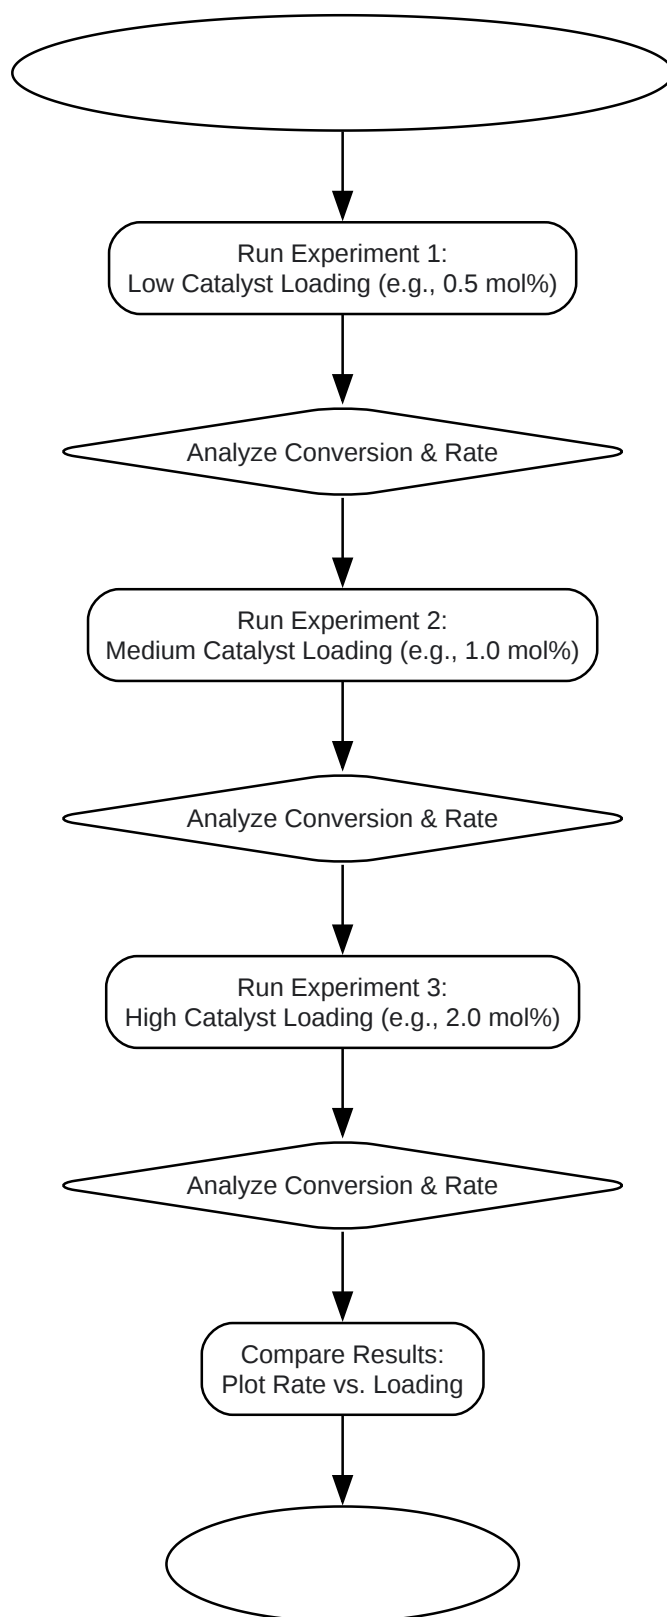 Run Experiment 1:
Low Catalyst Loading (e.g., 0.5 mol%)
Analyze Conversion & Rate
Run Experiment 2:
Medium Catalyst Loading (e.g., 1.0 mol%)
Analyze Conversion & Rate
Run Experiment 3:
High Catalyst Loading (e.g., 2.0 mol%)
Analyze Conversion & Rate
Compare Results:
Plot Rate vs. Loading